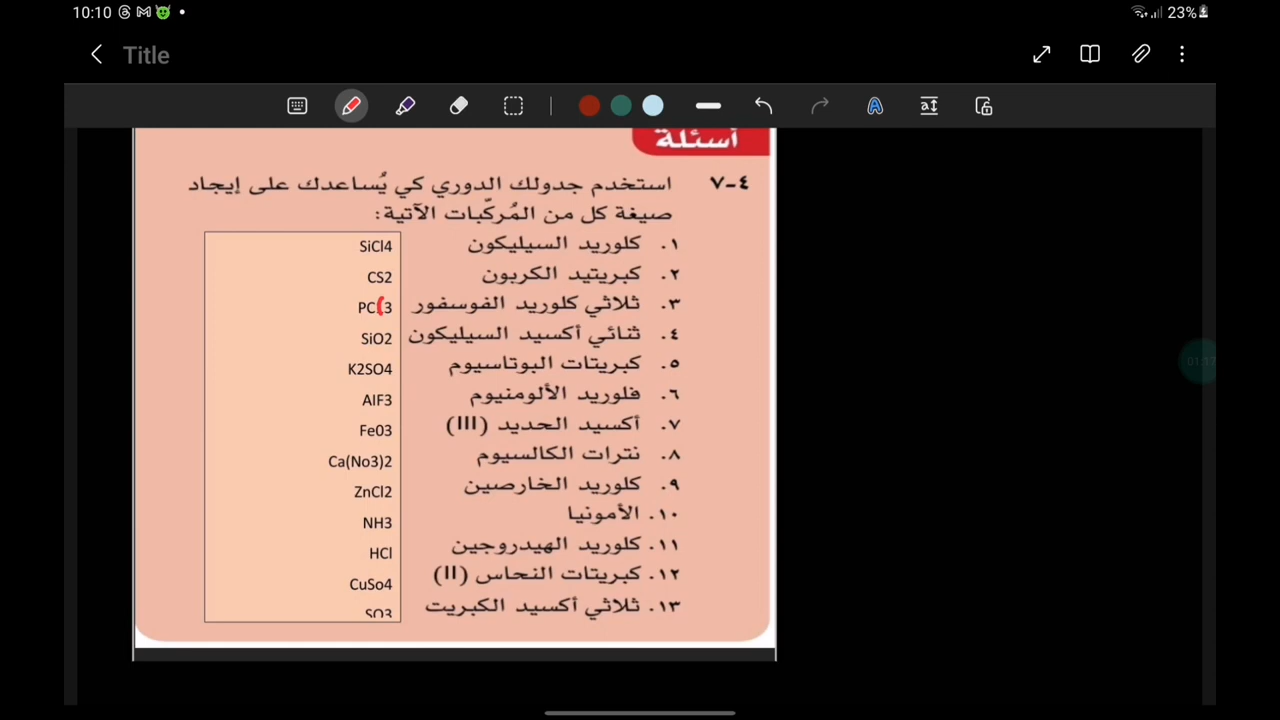 10:10 23%
Title
أسئلة
٤-٧ استخدم جدولك الدوري كي يُساعدك على إيجاد
صيغة كل من المُركّبات الآتية:
١. كلوريد السيليكون SiCl4
٢. كبريتيد الكربون CS2
٣. ثلاثي كلوريد الفوسفور PCl3
٤. ثنائي أكسيد السيليكون SiO2
٥. كبريتات البوتاسيوم K2SO4
٦. فلوريد الألومنيوم AlF3
٧. أكسيد الحديد (III) Fe03
٨. نترات الكالسيوم Ca(No3)2
٩. كلوريد الخارصين ZnCl2
١٠. الأمونيا NH3
١١. كلوريد الهيدروجين HCl
١٢. كبريتات النحاس (II) CuSo4
١٣. ثلاثي أكسيد الكبريت SO3
01:17